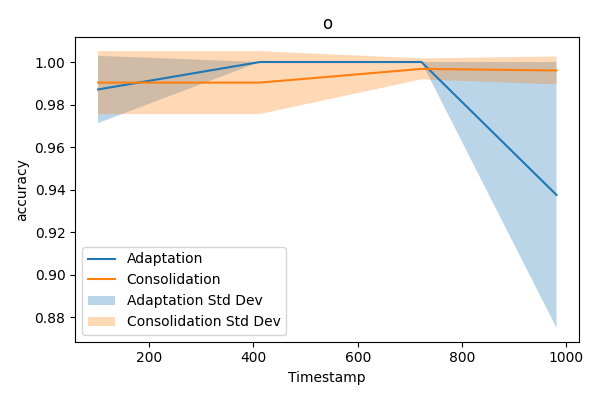 o
1.00
0.98
0.96
0.94
0.92
0.90
0.88
accuracy
Adaptation
Consolidation
Adaptation Std Dev
Consolidation Std Dev
200
400
600
800
1000
Timestamp